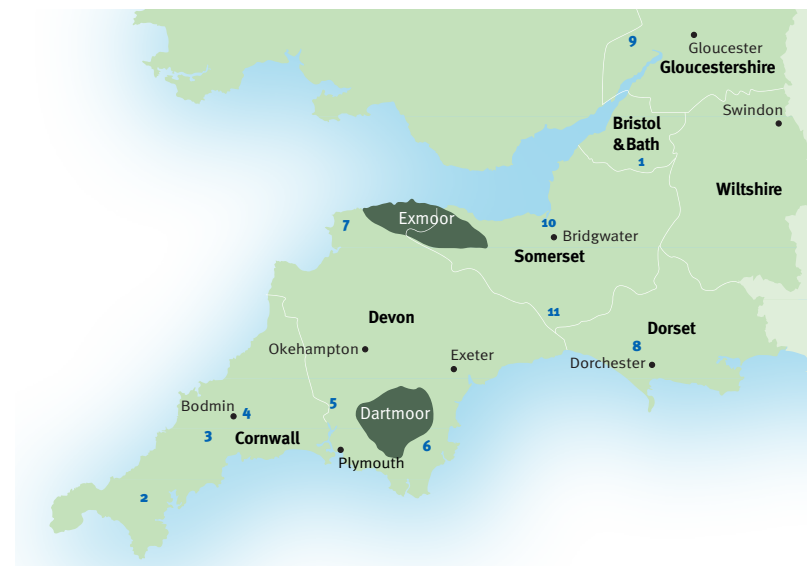 9
Gloucester
Gloucestershire
Swindon
Bristol
& Bath
1
Wiltshire
7
Exmoor
10
Bridgwater
Somerset
11
Devon
Dorset
8
Okehampton
Exeter
Dorchester
5
Bodmin
4
Dartmoor
3
Cornwall
6
Plymouth
2